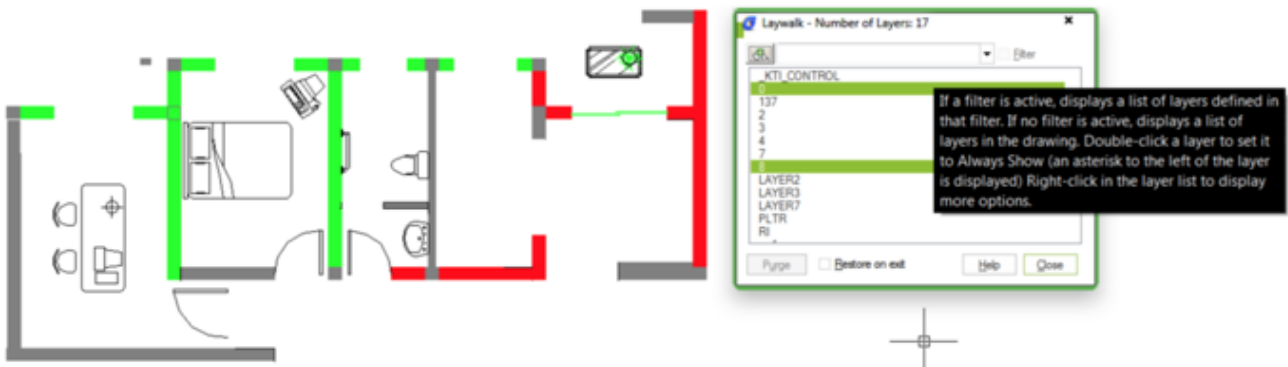 Laywalk - Number of Layers: 17
Filter
_KTI_CONTROL
0
137
2
3
4
7
8
LAYER2
LAYER3
LAYER7
PLTR
RI
If a filter is active, displays a list of layers defined in
that filter. If no filter is active, displays a list of
layers in the drawing. Double-click a layer to set it
to Always Show (an asterisk to the left of the layer
is displayed) Right-click in the layer list to display
more options.
Purge Restore on exit Help Close